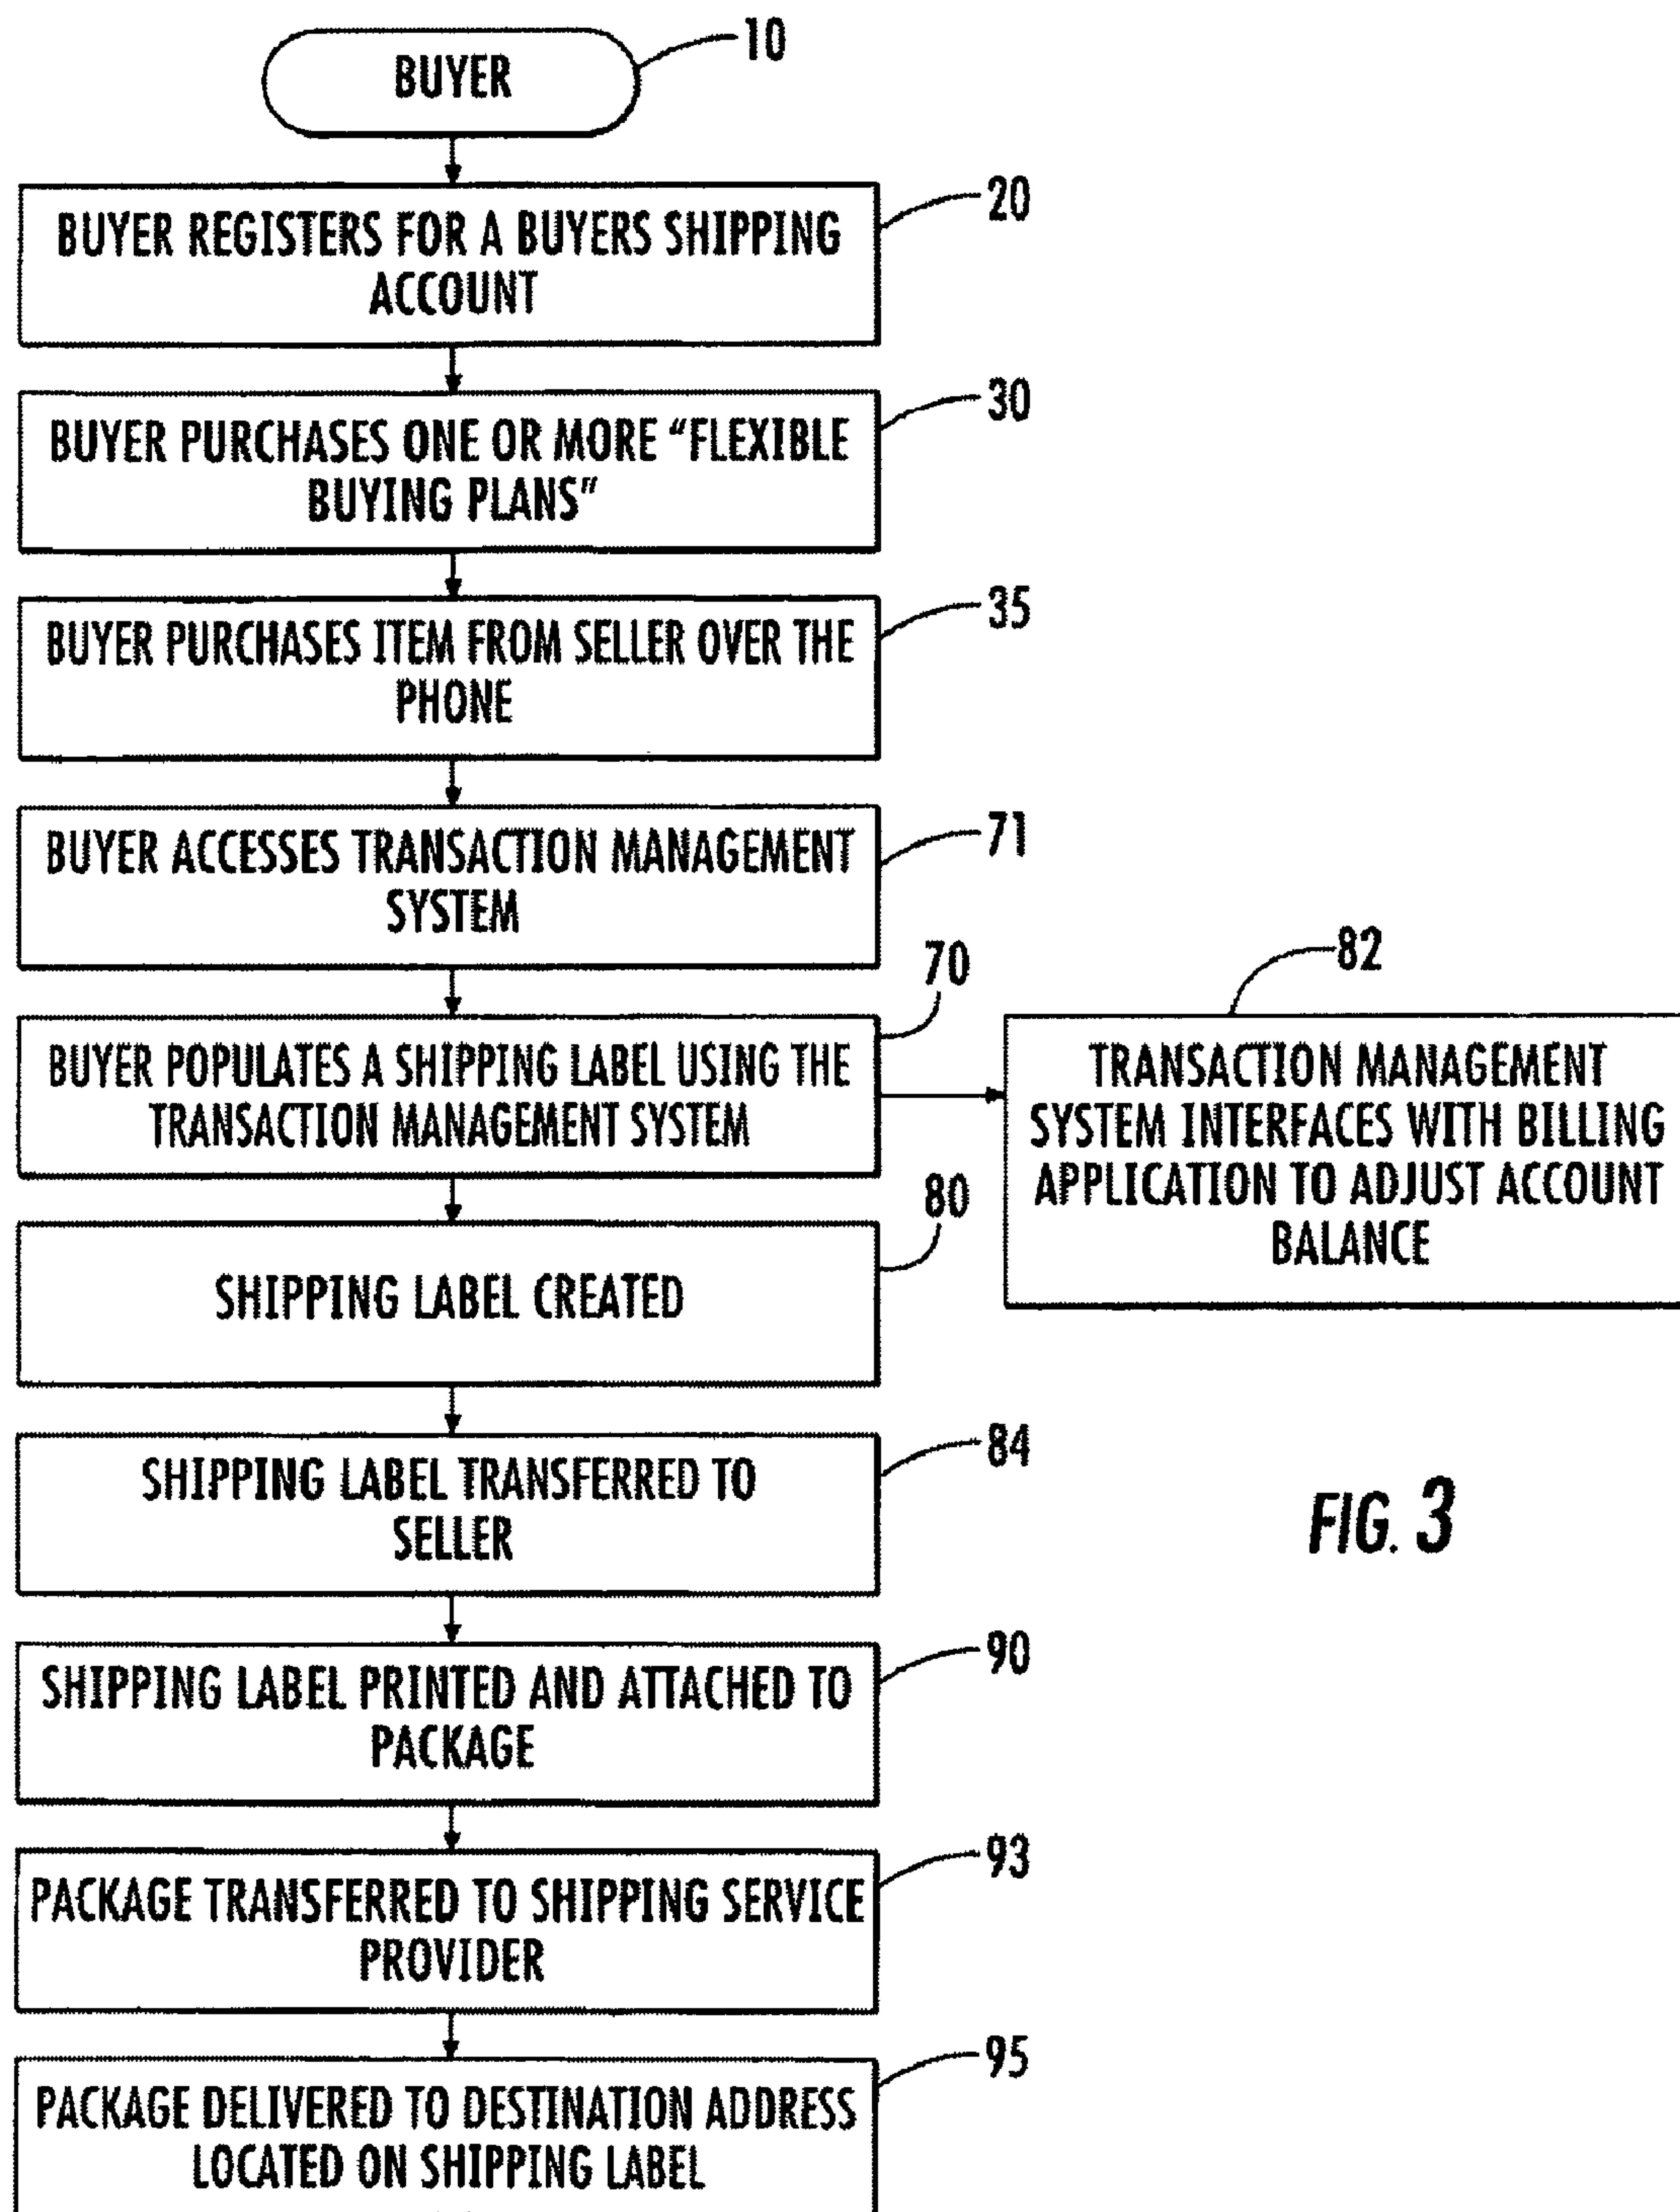 BUYER
10
BUYER REGISTERS FOR A BUYERS SHIPPING
ACCOUNT
20
BUYER PURCHASES ONE OR MORE “FLEXIBLE
BUYING PLANS”
30
BUYER PURCHASES ITEM FROM SELLER OVER THE
PHONE
35
BUYER ACCESSES TRANSACTION MANAGEMENT
SYSTEM
71
BUYER POPULATES A SHIPPING LABEL USING THE
TRANSACTION MANAGEMENT SYSTEM
70
TRANSACTION MANAGEMENT
SYSTEM INTERFACES WITH BILLING
APPLICATION TO ADJUST ACCOUNT
BALANCE
82
SHIPPING LABEL CREATED
80
SHIPPING LABEL TRANSFERRED TO
SELLER
84
FIG. 3
SHIPPING LABEL PRINTED AND ATTACHED TO
PACKAGE
90
PACKAGE TRANSFERRED TO SHIPPING SERVICE
PROVIDER
93
PACKAGE DELIVERED TO DESTINATION ADDRESS
LOCATED ON SHIPPING LABEL
95